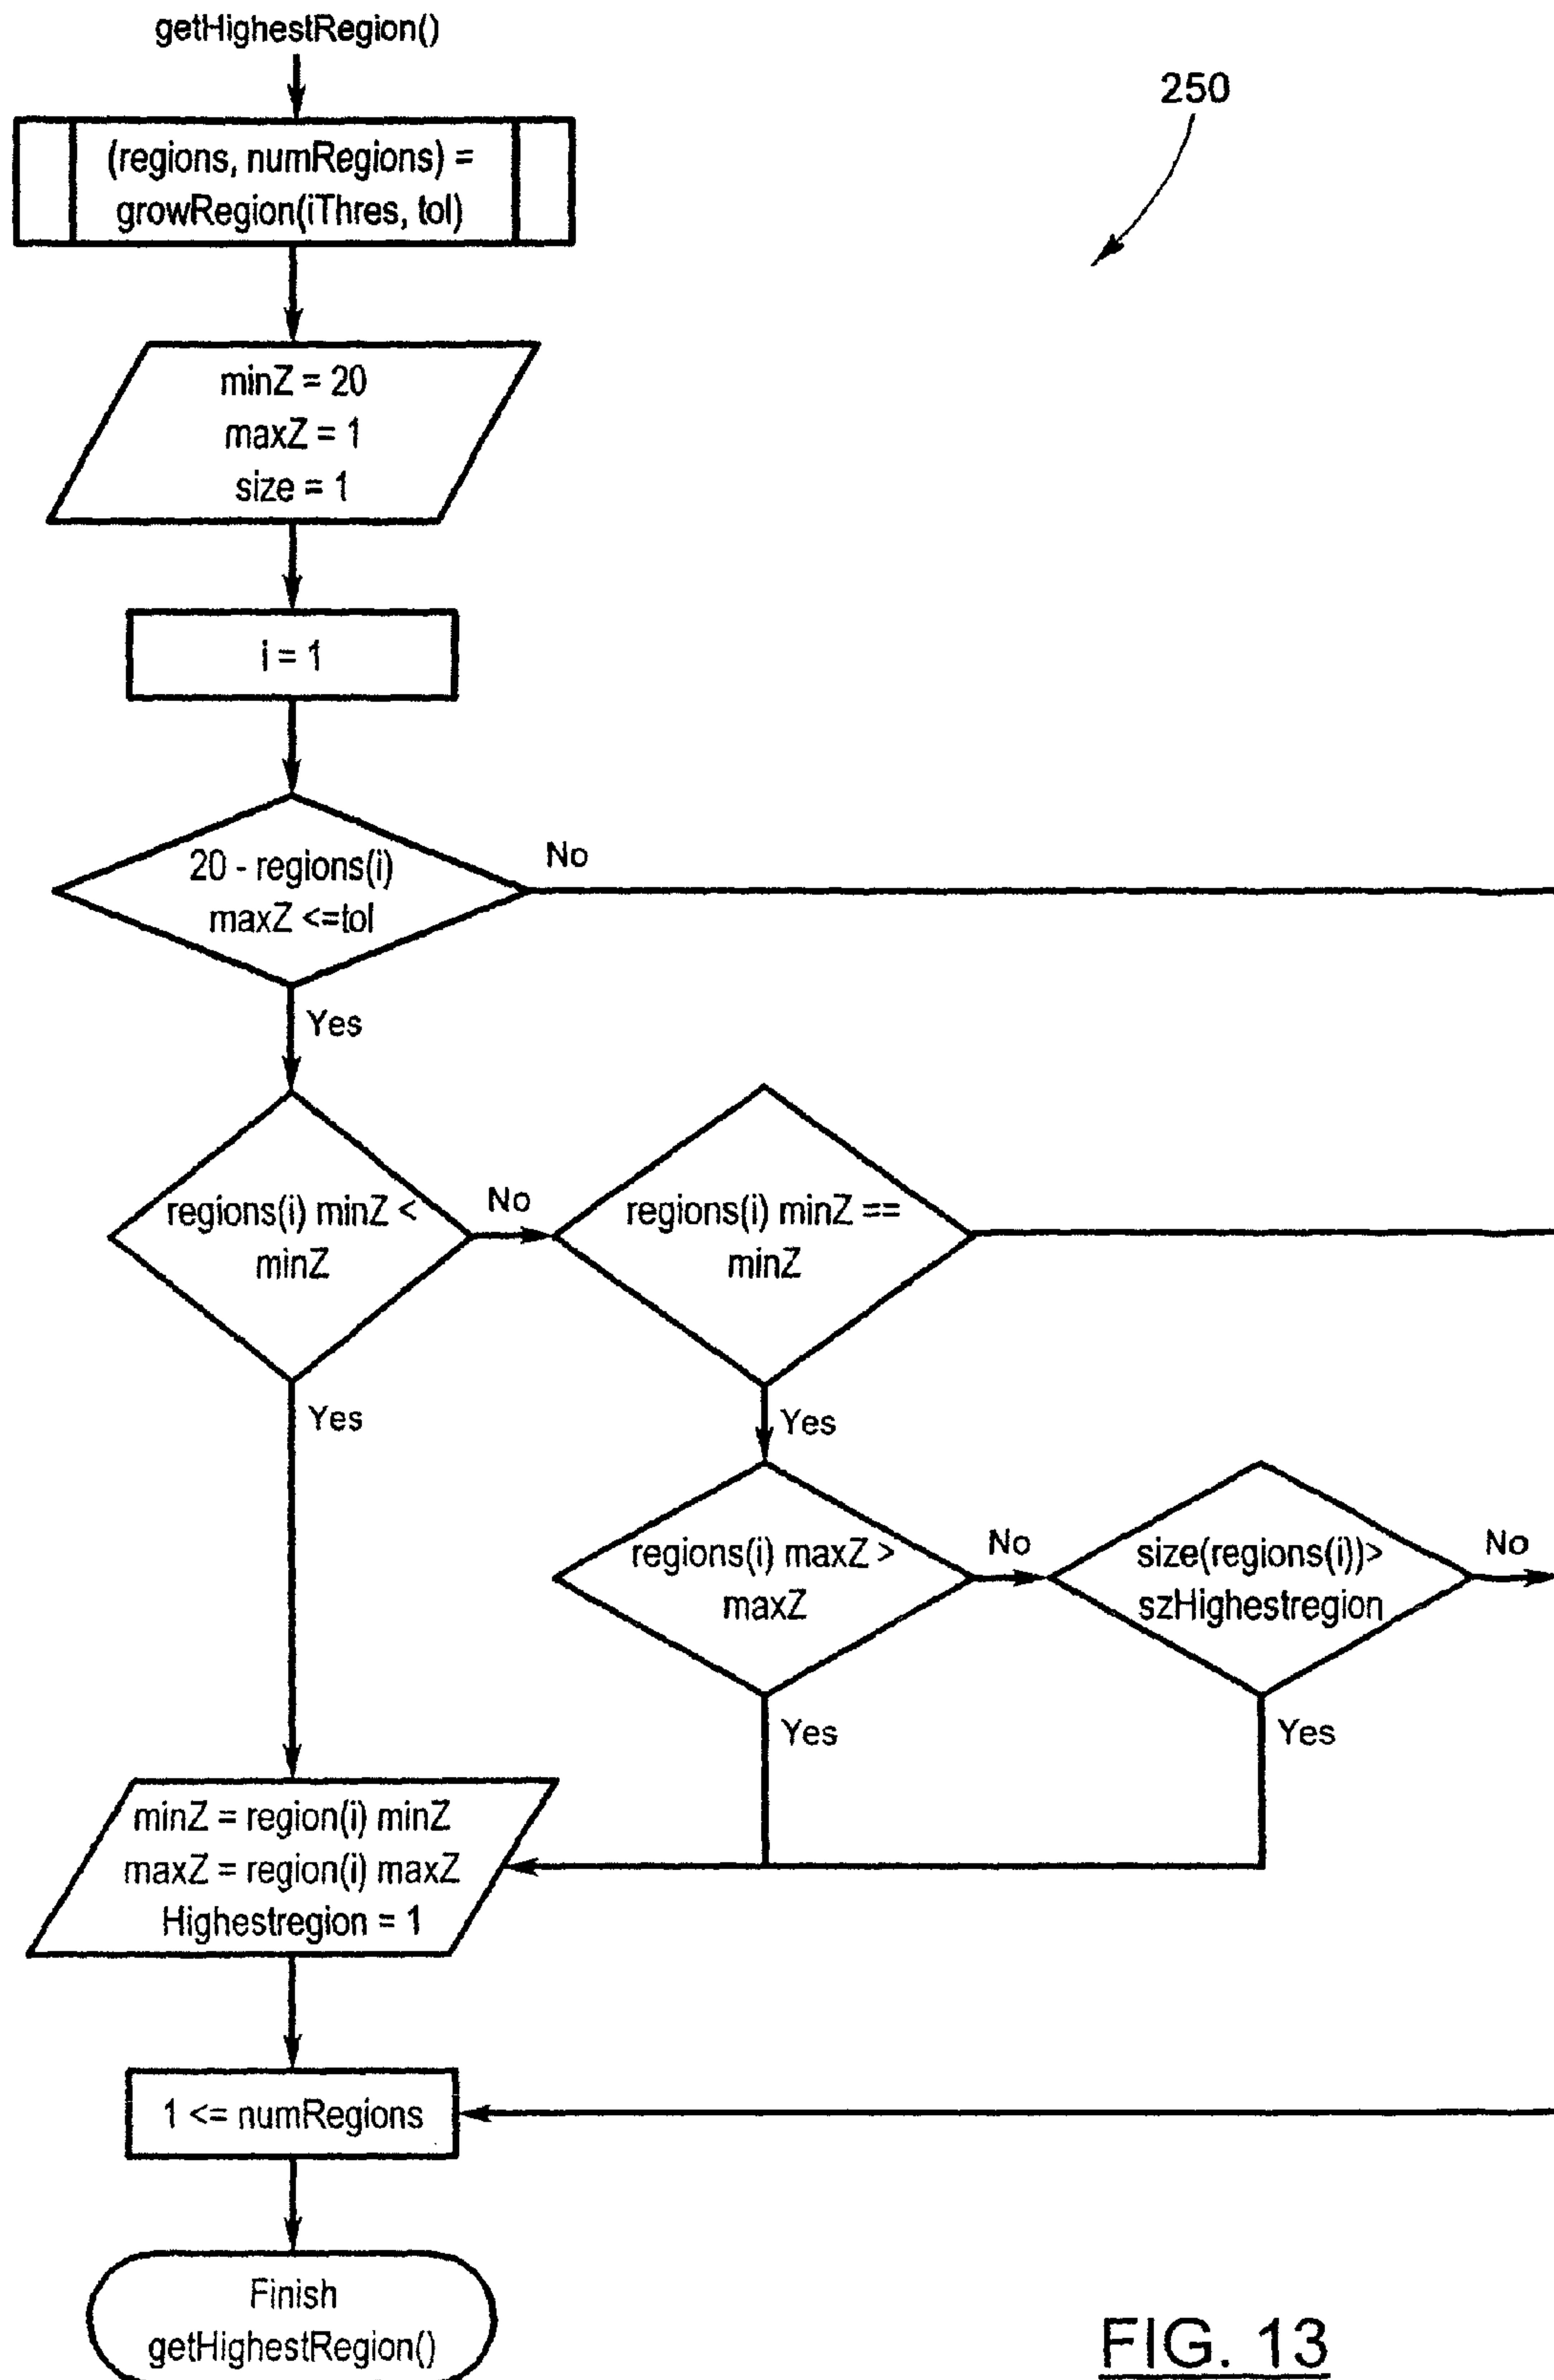 getHighestRegion()
250
(regions, numRegions) =
growRegion(iThres, tol)
minZ = 20
maxZ = 1
size = 1
i = 1
20 - regions(i)
maxZ <=tol
No
Yes
regions(i) minZ <
minZ
No
regions(i) minZ ==
minZ
Yes
Yes
regions(i) maxZ >
maxZ
No
size(regions(i))>
szHighestregion
No
Yes
Yes
minZ = region(i) minZ
maxZ = region(i) maxZ
Highestregion = 1
1 <= numRegions
Finish
getHighestRegion()
FIG. 13